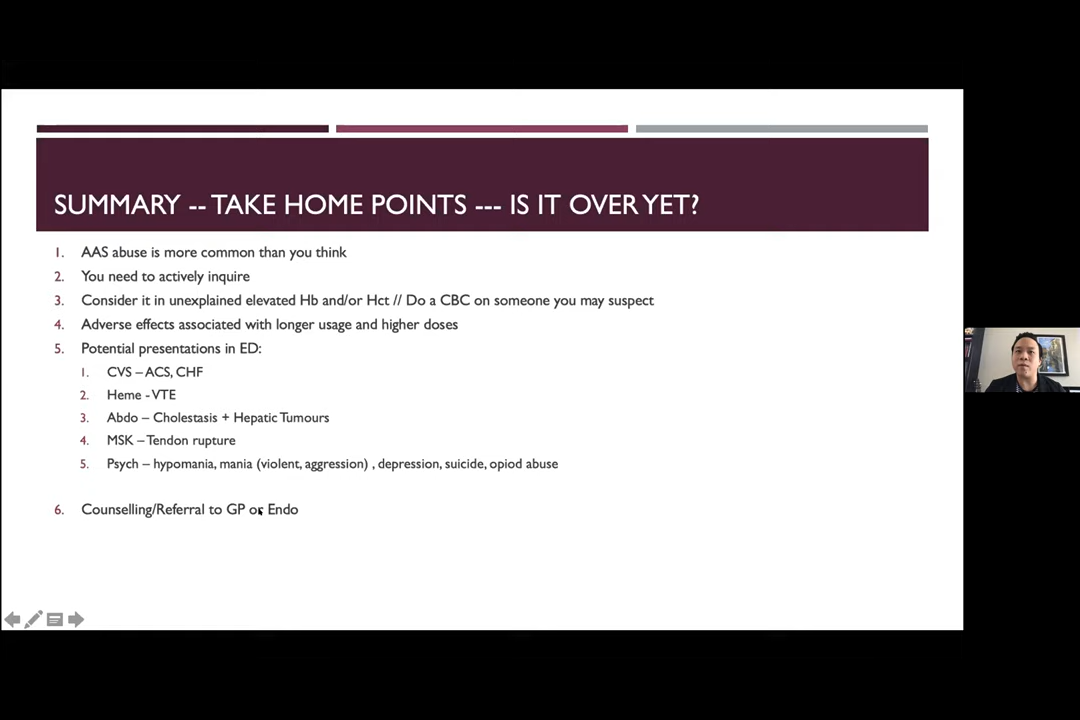 SUMMARY -- TAKE HOME POINTS --- IS IT OVER YET?
1. AAS abuse is more common than you think
2. You need to actively inquire
3. Consider it in unexplained elevated Hb and/or Hct // Do a CBC on someone you may suspect
4. Adverse effects associated with longer usage and higher doses
5. Potential presentations in ED:
1. CVS – ACS, CHF
2. Heme - VTE
3. Abdo – Cholestasis + Hepatic Tumours
4. MSK – Tendon rupture
5. Psych – hypomania, mania (violent, aggression) , depression, suicide, opiod abuse
6. Counselling/Referral to GP or Endo